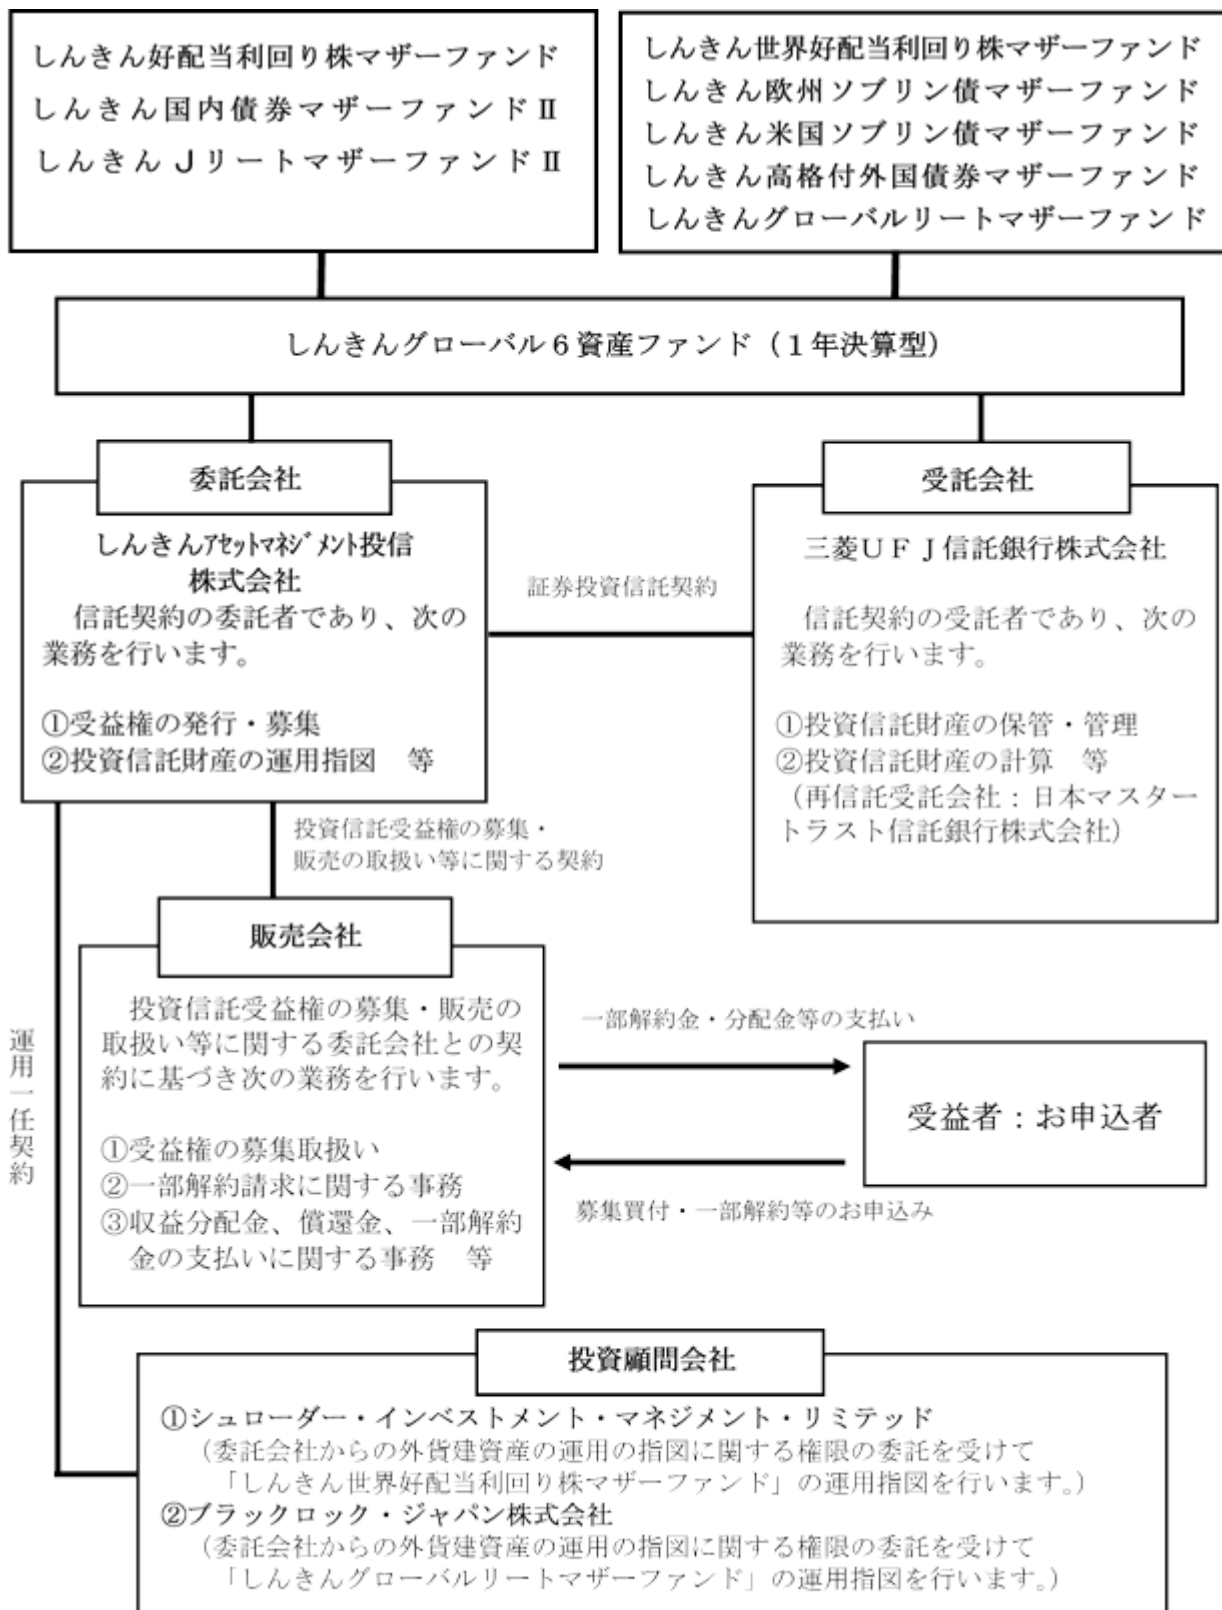 しんきん好配当利回り株マザーファンド
しんきん国内債券マザーファンドⅡ
しんきんJリートマザーファンドⅡ
しんきん世界好配当利回り株マザーファンド
しんきん欧州ソブリン債マザーファンド
しんきん米国ソブリン債マザーファンド
しんきん高格付外国債券マザーファンド
しんきんグローバルリートマザーファンド
しんきんグローバル6資産ファンド（1年決算型）
委託会社
しんきんｱｾｯﾄﾏﾈｼﾞﾒﾝﾄ投信
株式会社
信託契約の委託者であり、次の
業務を行います。
①受益権の発行・募集
②投資信託財産の運用指図　等
証券投資信託契約
受託会社
三菱ＵＦＪ信託銀行株式会社
信託契約の受託者であり、次の
業務を行います。
①投資信託財産の保管・管理
②投資信託財産の計算　等
（再信託受託会社：日本マスター
トラスト信託銀行株式会社）
投資信託受益権の募集・
販売の取扱い等に関する契約
販売会社
投資信託受益権の募集・販売の
取扱い等に関する委託会社との契
約に基づき次の業務を行います。
①受益権の募集取扱い
②一部解約請求に関する事務
③収益分配金、償還金、一部解約
金の支払いに関する事務　等
一部解約金・分配金等の支払い
受益者：お申込者
募集買付・一部解約等のお申込み
運用一任契約
投資顧問会社
①シュローダー・インベストメント・マネジメント・リミテッド
（委託会社からの外貨建資産の運用の指図に関する権限の委託を受けて
「しんきん世界好配当利回り株マザーファンド」の運用指図を行います。）
②ブラックロック・ジャパン株式会社
（委託会社からの外貨建資産の運用の指図に関する権限の委託を受けて
「しんきんグローバルリートマザーファンド」の運用指図を行います。）